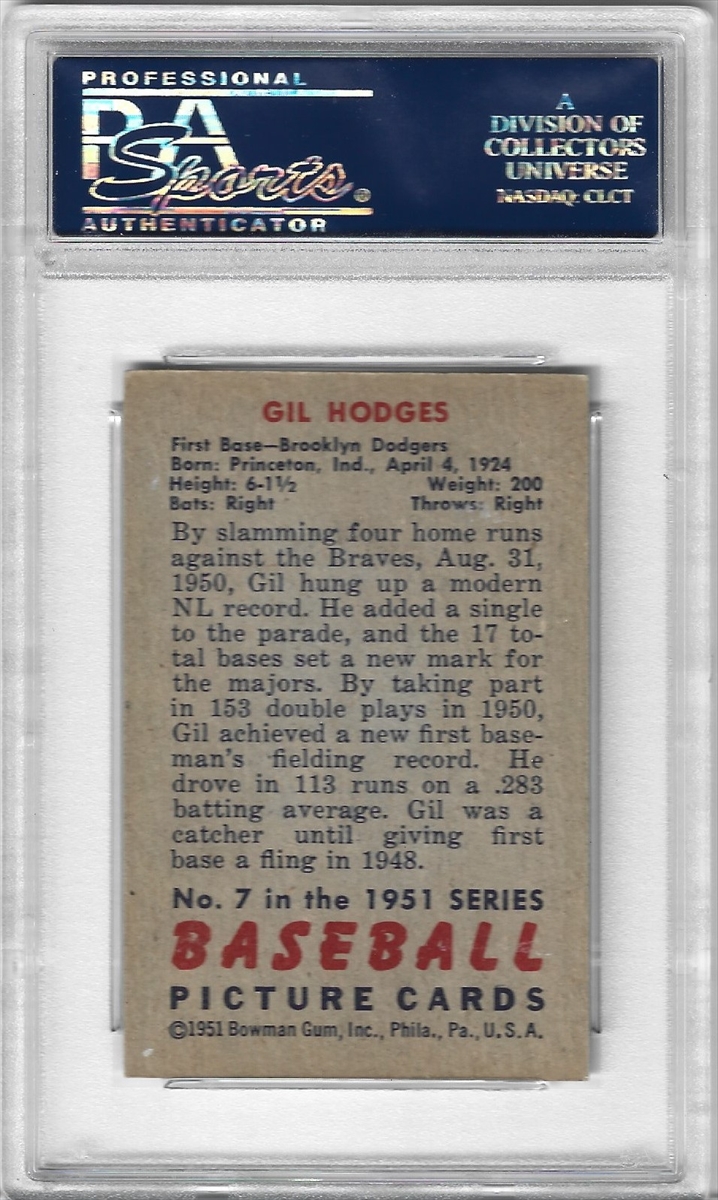 PROFESSIONAL
PSA
Sports®
AUTHENTICATOR
A
DIVISION OF
COLLECTORS
UNIVERSE
NASDAQ: CLCT
GIL HODGES
First Base—Brooklyn Dodgers
Born: Princeton, Ind., April 4, 1924
Height: 6-1½ Weight: 200
Bats: Right Throws: Right
By slamming four home runs
against the Braves, Aug. 31,
1950, Gil hung up a modern
NL record. He added a single
to the parade, and the 17 to-
tal bases set a new mark for
the majors. By taking part
in 153 double plays in 1950,
Gil achieved a new first base-
man's fielding record. He
drove in 113 runs on a .283
batting average. Gil was a
catcher until giving first
base a fling in 1948.
No. 7 in the 1951 SERIES
BASEBALL
PICTURE CARDS
©1951 Bowman Gum, Inc., Phila., Pa., U.S.A.